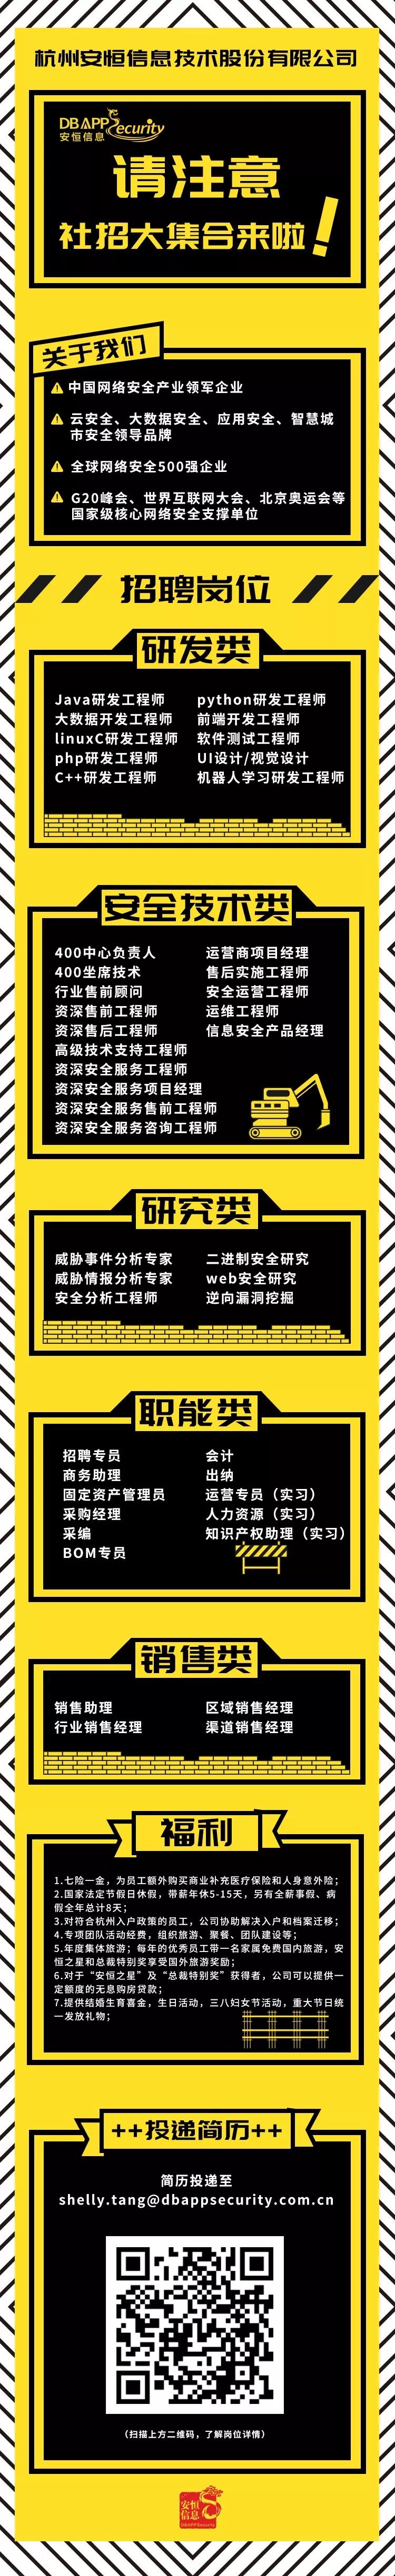 杭州安恒信息技术股份有限公司
DBAPPSecurity
安恒信息
请注意
社招大集合来啦!
关于我们
中国网络安全产业领军企业
云安全、大数据安全、应用安全、智慧城
市安全领导品牌
全球网络安全500强企业
G20峰会、世界互联网大会、北京奥运会等
国家级核心网络安全支撑单位
招聘岗位
研发类
Java研发工程师 python研发工程师
大数据开发工程师 前端开发工程师
linuxC研发工程师 软件测试工程师
php研发工程师 UI设计/视觉设计
C++研发工程师 机器人学习研发工程师
安全技术类
400中心负责人 运营商项目经理
400坐席技术 售后实施工程师
行业售前顾问 安全运营工程师
资深售前工程师 运维工程师
资深售后工程师 信息安全产品经理
高级技术支持工程师
资深安全服务工程师
资深安全服务项目经理
资深安全服务售前工程师
资深安全服务咨询工程师
研究类
威胁事件分析专家 二进制安全研究
威胁情报分析专家 web安全研究
安全分析工程师 逆向漏洞挖掘
职能类
招聘专员 会计
商务助理 出纳
固定资产管理员 运营专员（实习）
采购经理 人力资源（实习）
采编 知识产权助理（实习）
BOM专员
销售类
销售助理 区域销售经理
行业销售经理 渠道销售经理
福利
1.七险一金，为员工额外购买商业补充医疗保险和人身意外险；
2.国家法定节假日休假，带薪年休5-15天，另有全薪事假、病
假全年总计8天；
3.对符合杭州入户政策的员工，公司协助解决入户和档案迁移；
4.专项团队活动经费，组织旅游、聚餐、团队建设等；
5.年度集体旅游；每年的优秀员工带一名家属免费国内旅游，安
恒之星和总裁特别奖享受国外旅游奖励；
6.对于“安恒之星”及“总裁特别奖”获得者，公司可以提供一
定额度的无息购房贷款；
7.提供结婚生育喜金，生日活动，三八妇女节活动，重大节日统
一发放礼物；
++投递简历++
简历投递至
shelly.tang@dbappsecurity.com.cn
（扫描上方二维码，了解岗位详情）
安恒
信息
DBAPPSecurity